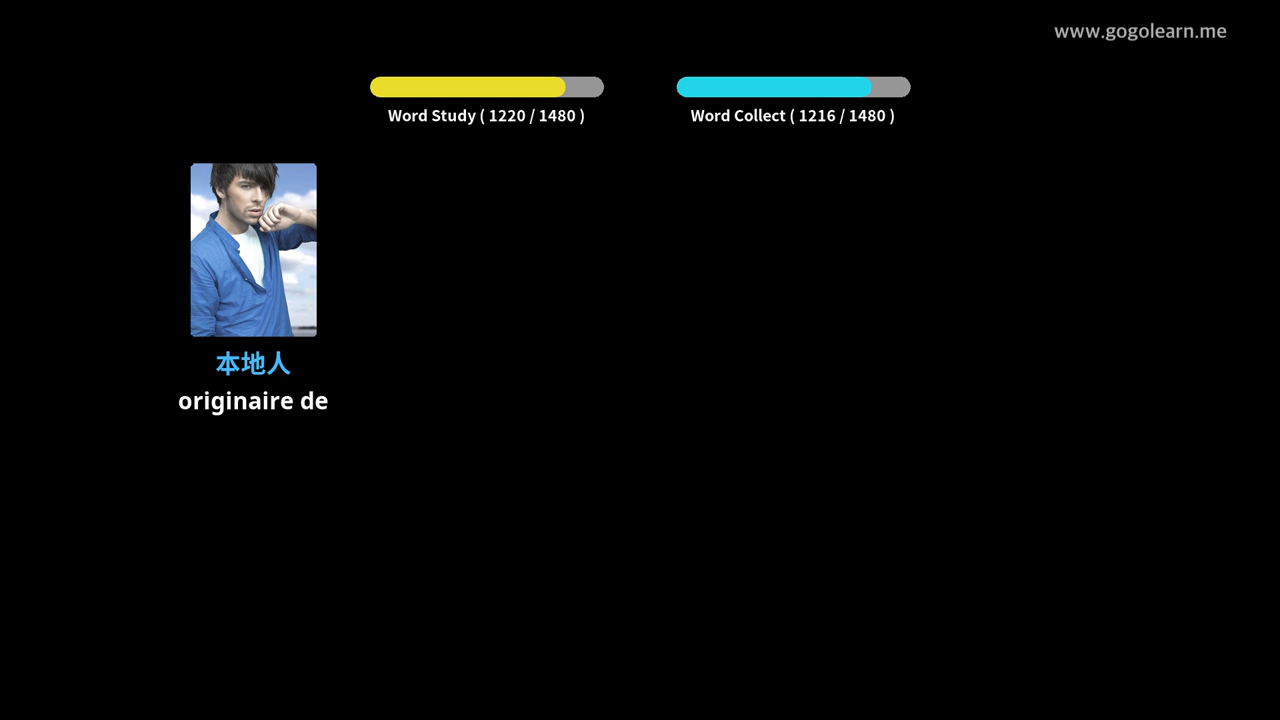 www.gogolearn.me
Word Study ( 1220 / 1480 )
Word Collect ( 1216 / 1480 )
本地人
originaire de